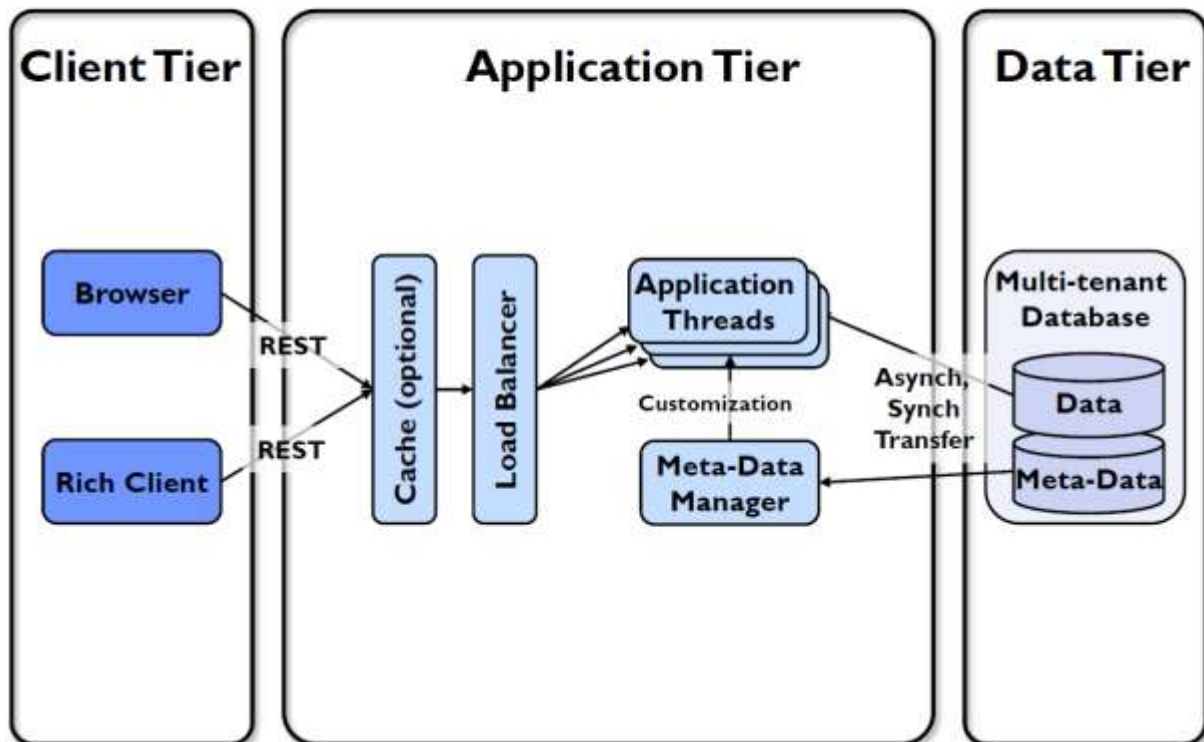 Client Tier
Application Tier
Data Tier
Browser
Rich Client
REST
REST
Cache (optional)
Load Balancer
Application
Threads
Customization
Meta-Data
Manager
Asynch,
Synch
Transfer
Multi-tenant
Database
Data
Meta-Data